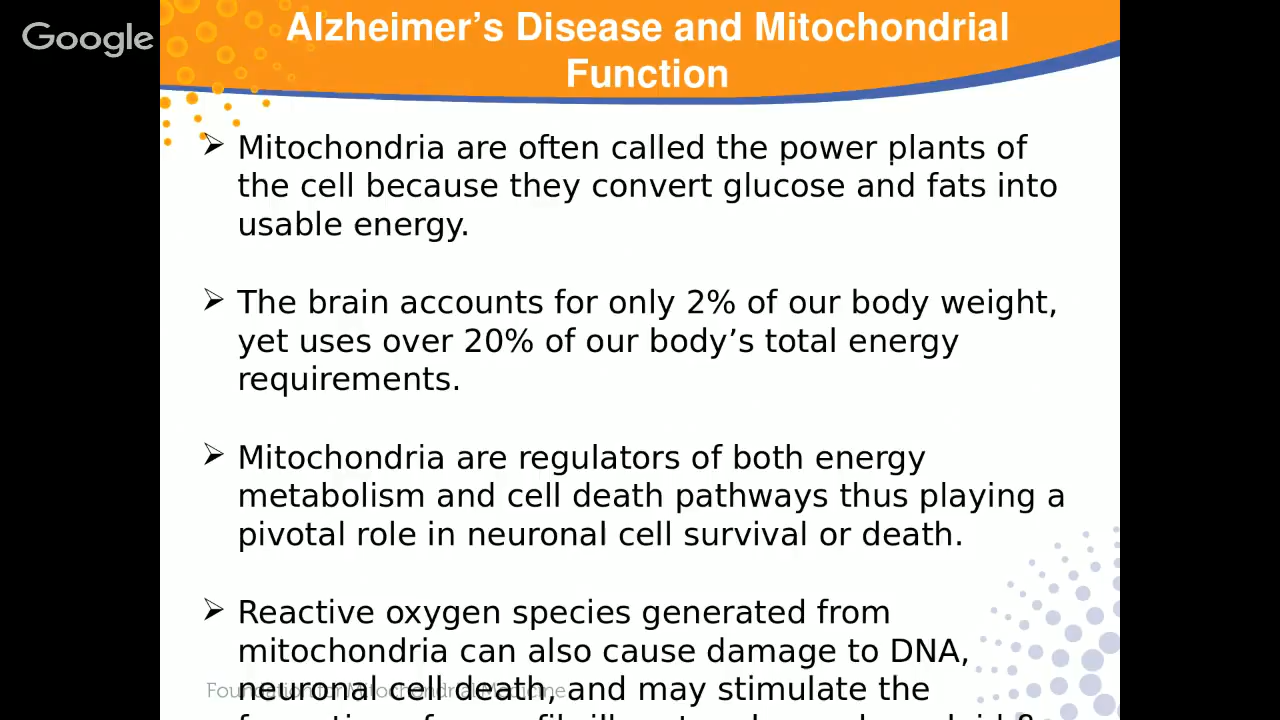 Google
Alzheimer’s Disease and Mitochondrial
Function
➢ Mitochondria are often called the power plants of
the cell because they convert glucose and fats into
usable energy.
➢ The brain accounts for only 2% of our body weight,
yet uses over 20% of our body’s total energy
requirements.
➢ Mitochondria are regulators of both energy
metabolism and cell death pathways thus playing a
pivotal role in neuronal cell survival or death.
➢ Reactive oxygen species generated from
mitochondria can also cause damage to DNA,
neuronal cell death, and may stimulate the
Foundation for Mitochondrial Medicine